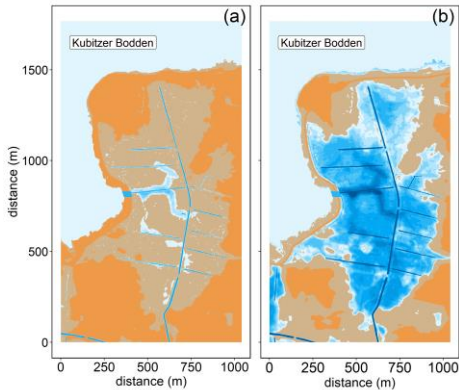 (a)
(b)
Kubitzer Bodden
Kubitzer Bodden
1500
1000
500
0
distance (m)
0 250 500 750 1000
0 250 500 750 1000
distance (m)
distance (m)